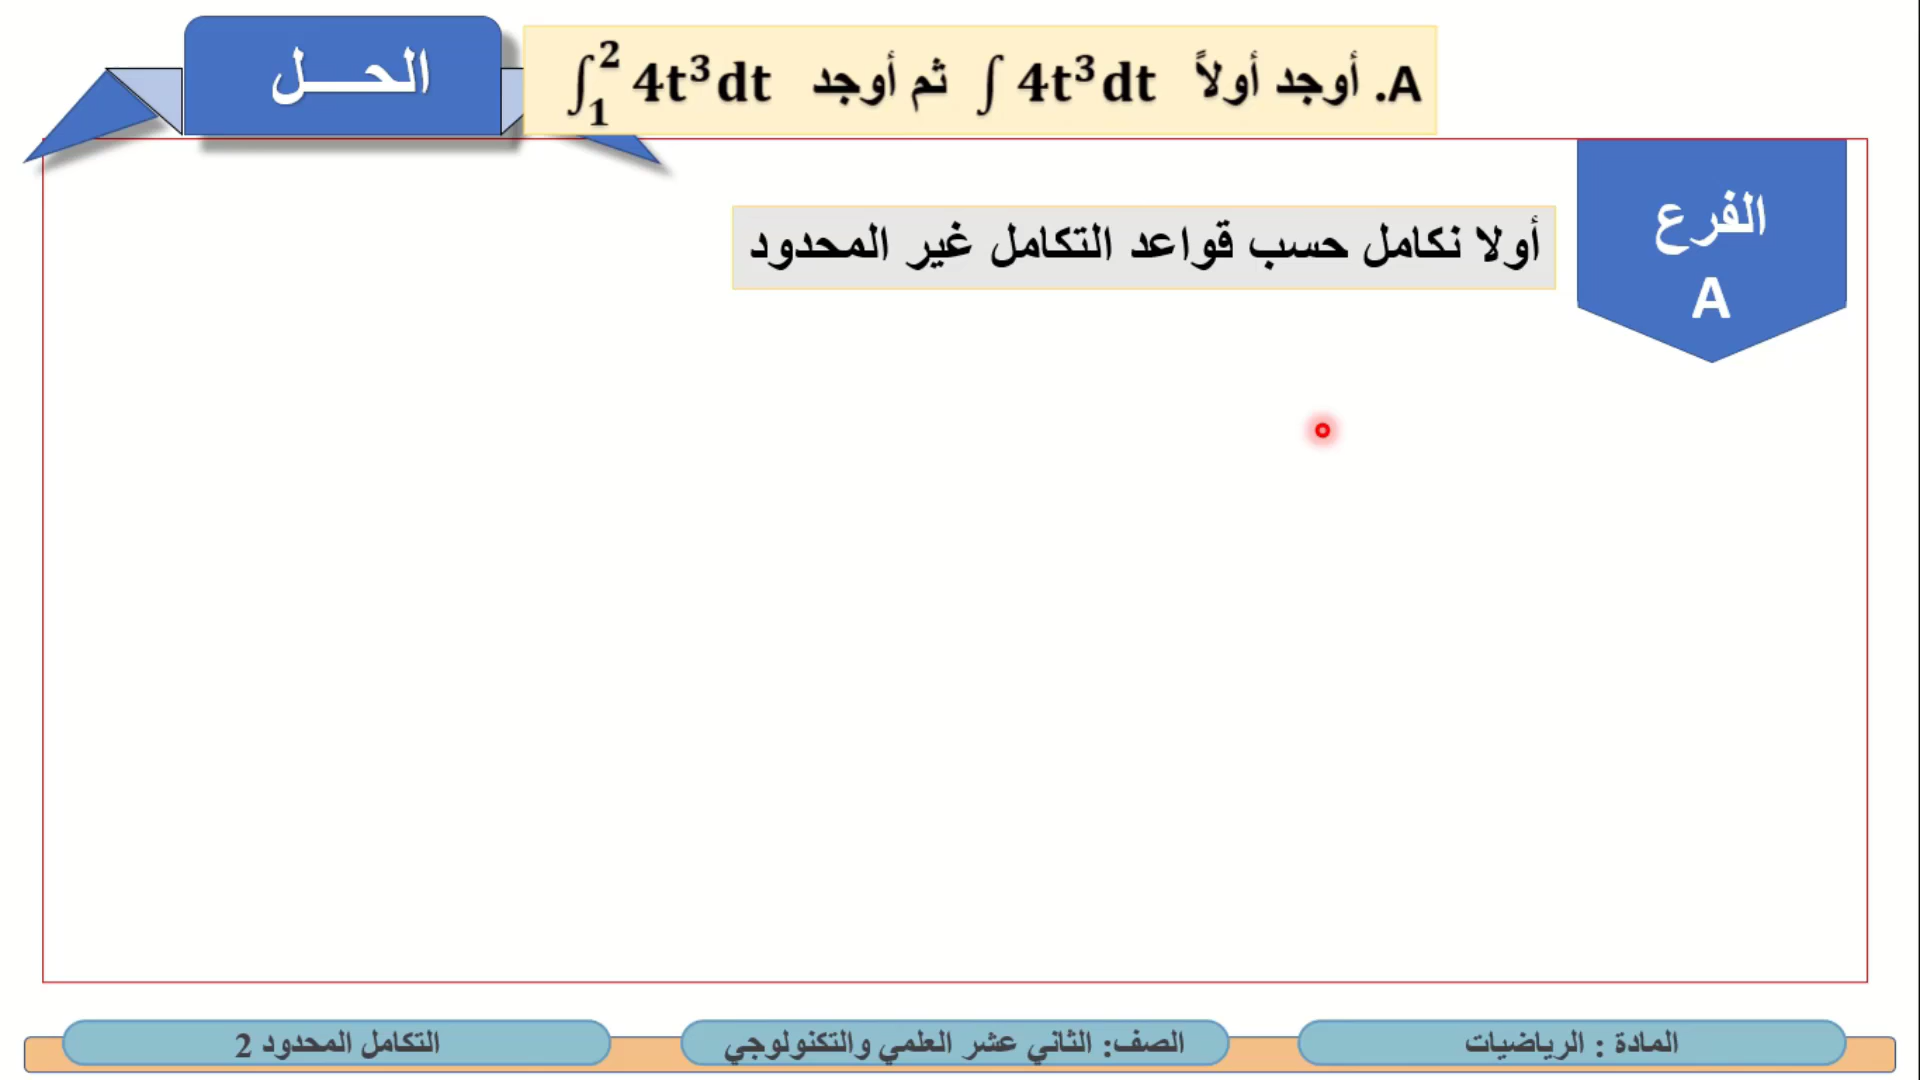 الحـــل
A. أوجد أولاً ∫ 4t³dt ثم أوجد ∫₁² 4t³dt
الفرع
A
أولا نكامل حسب قواعد التكامل غير المحدود
المادة : الرياضيات
الصف: الثاني عشر العلمي والتكنولوجي
التكامل المحدود 2